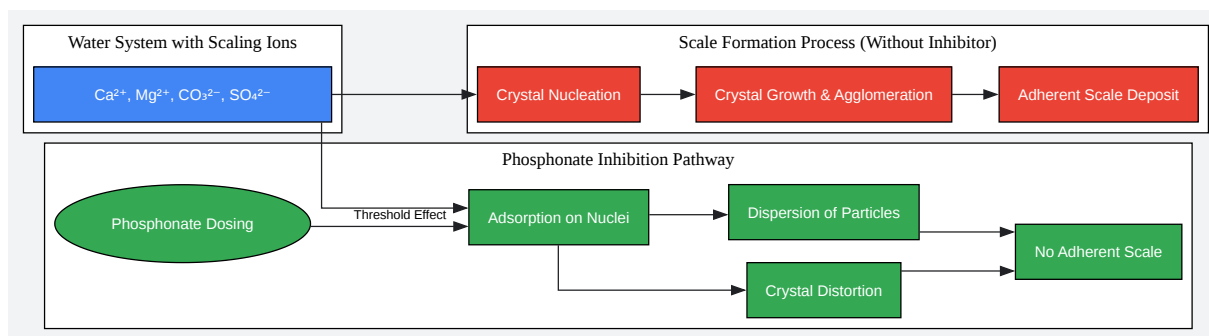 Water System with Scaling Ions
Ca²⁺, Mg²⁺, CO₃²⁻, SO₄²⁻
Scale Formation Process (Without Inhibitor)
Crystal Nucleation
Crystal Growth & Agglomeration
Adherent Scale Deposit
Phosphonate Inhibition Pathway
Phosphonate Dosing
Threshold Effect
Adsorption on Nuclei
Dispersion of Particles
Crystal Distortion
No Adherent Scale